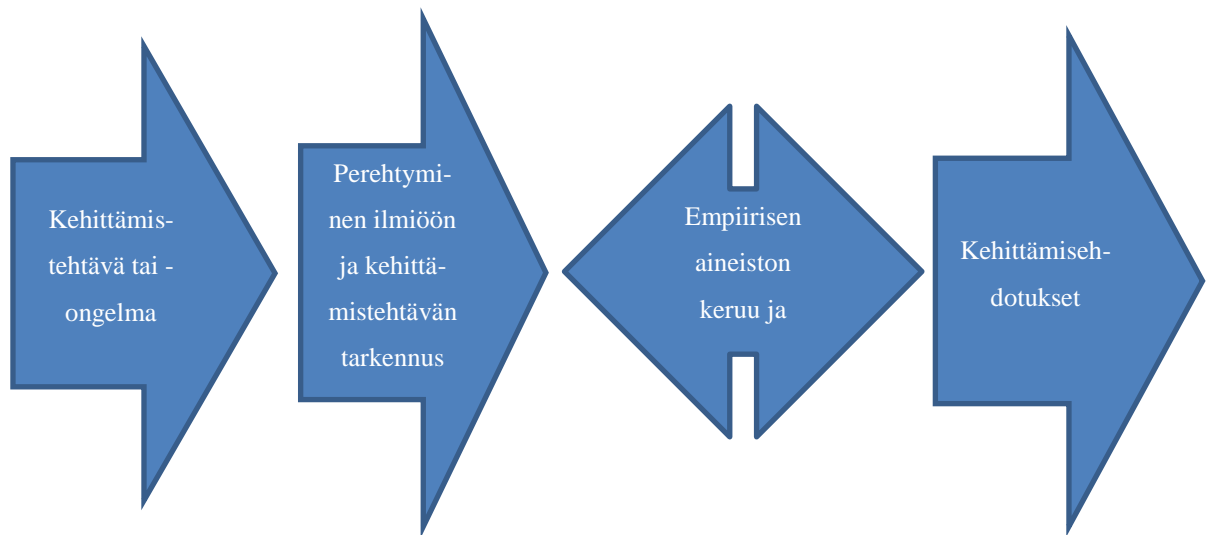 Kehittämis-
tehtävä tai -
ongelma
Perehtymi-
nen ilmiöön
ja kehittä-
mistehtävän
tarkennus
Empiirisen
aineiston
keruu ja
Kehittämiseh-
dotukset